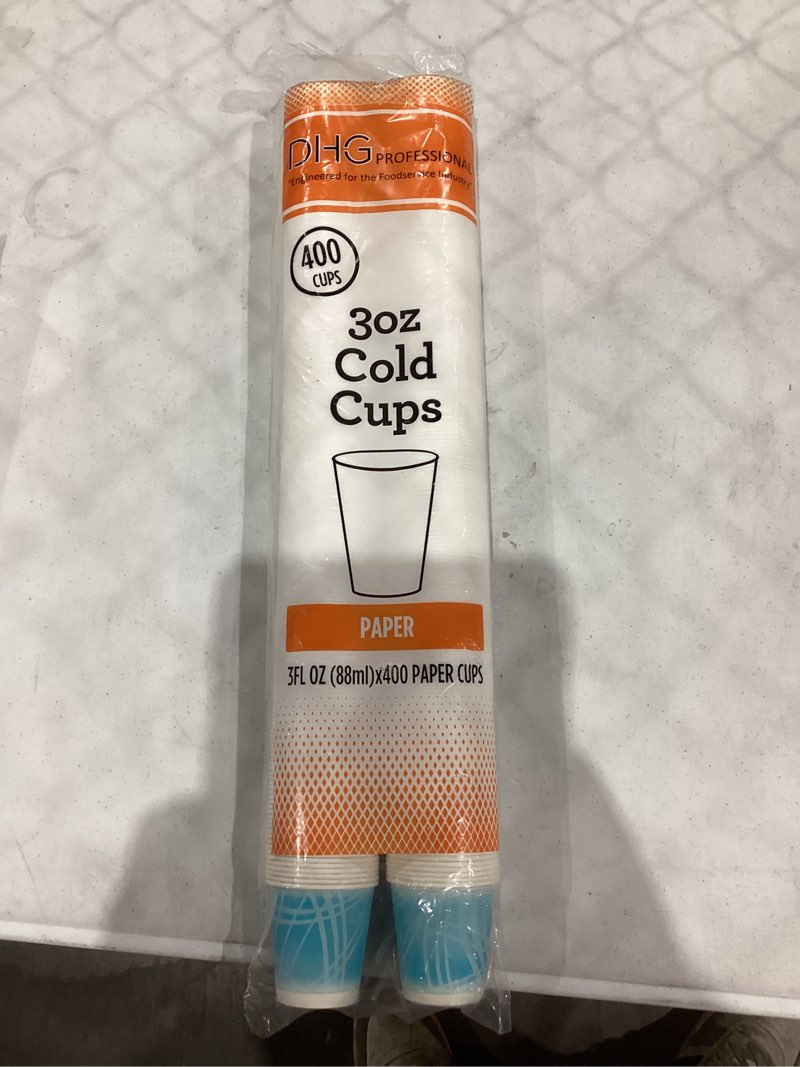 DHG PROFESSIONAL
"Engineered for the Foodservice Industry"
400
CUPS
3oz
Cold
Cups
PAPER
3FL OZ (88ml)x400 PAPER CUPS